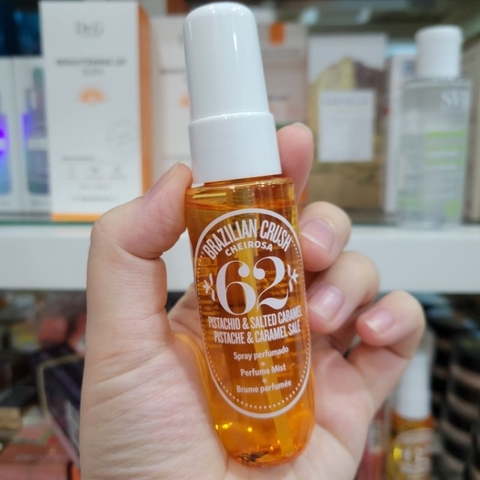 BRAZILIAN CRUSH
CHEIROSA
62
PISTACHIO & SALTED CARAMEL
PISTACHE & CARAMEL SALÉ
Spray perfumado
Perfume Mist
Brume parfumée